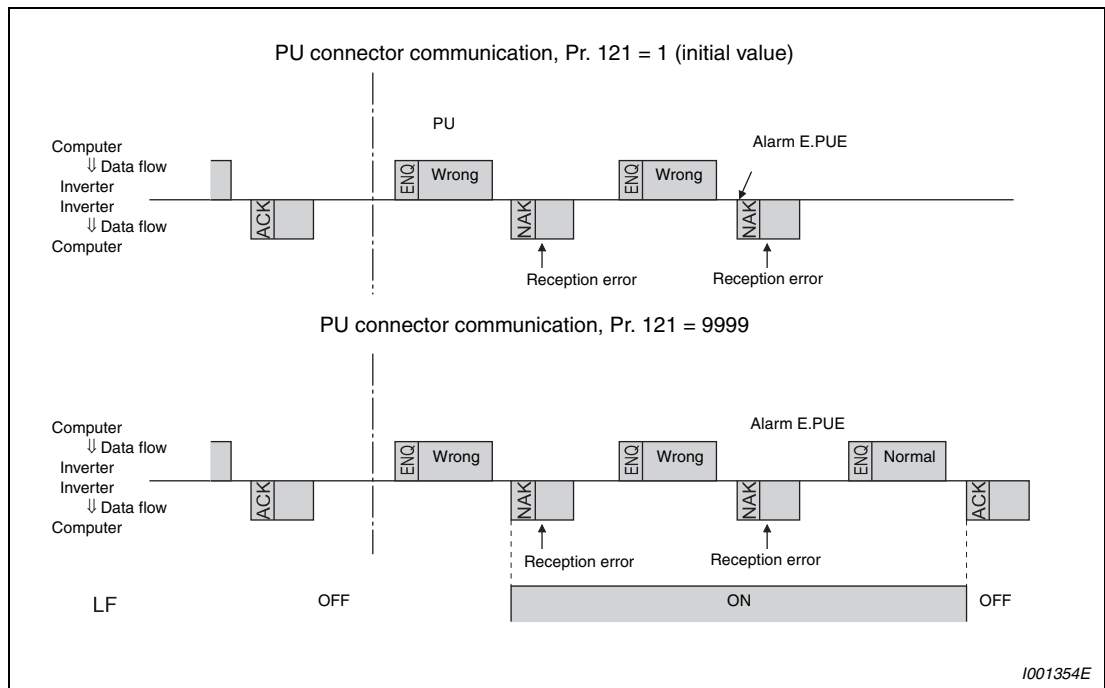 PU connector communication, Pr. 121 = 1 (initial value)
PU
Alarm E.PUE
Computer
⇓ Data flow
Inverter
Inverter
⇓ Data flow
Computer
ENQ Wrong
ENQ Wrong
ACK
NAK
NAK
Reception error
Reception error
PU connector communication, Pr. 121 = 9999
Alarm E.PUE
Computer
⇓ Data flow
Inverter
Inverter
⇓ Data flow
Computer
ENQ Wrong
ENQ Wrong
ENQ Normal
ACK
NAK
NAK
ACK
Reception error
Reception error
LF
OFF
ON
OFF
I001354E